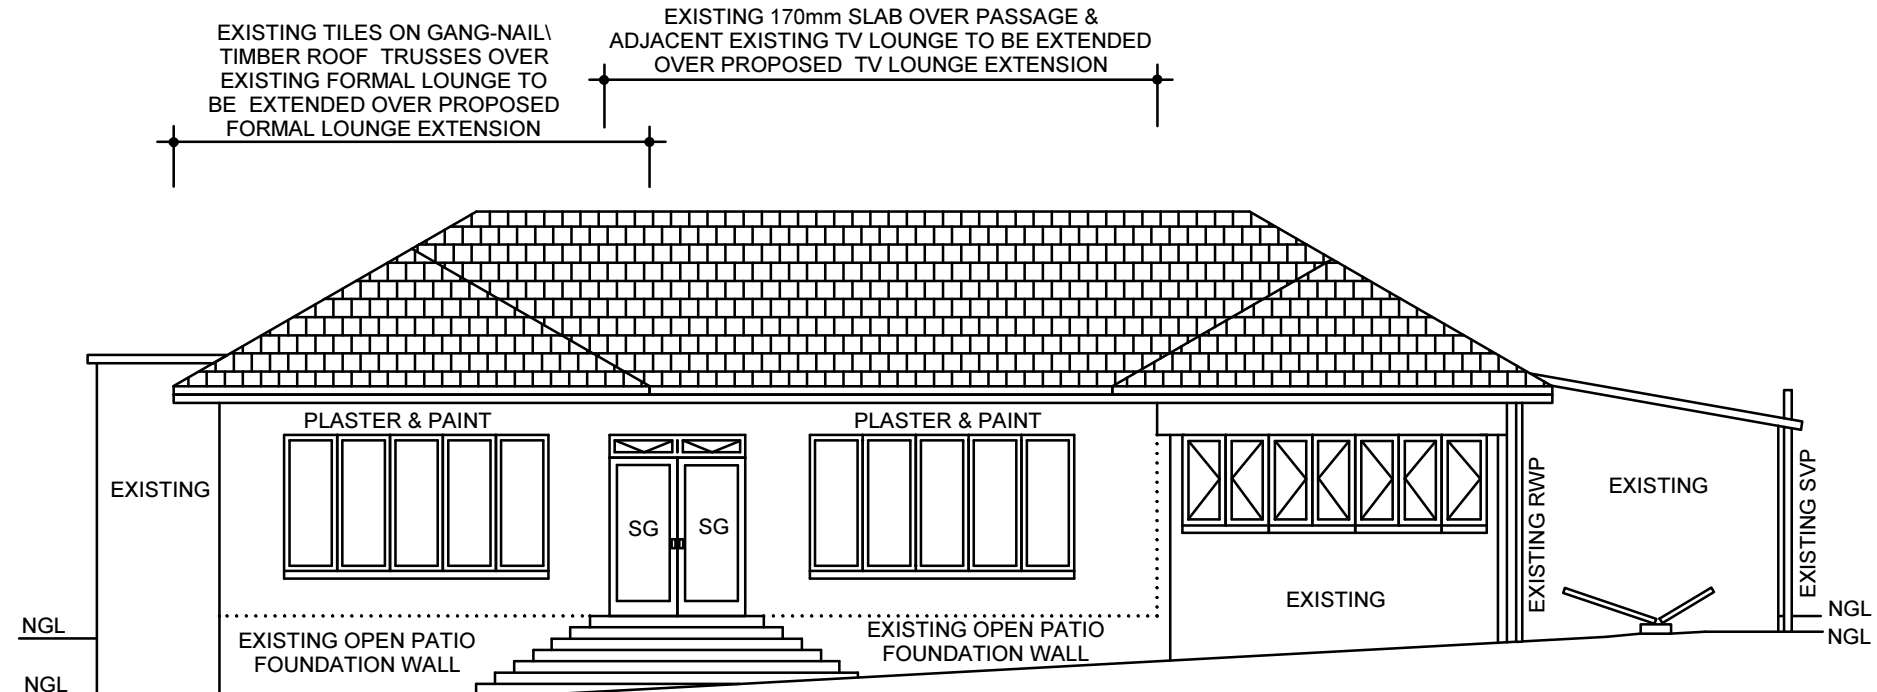 EXISTING TILES ON GANG-NAIL\
TIMBER ROOF TRUSSES OVER
EXISTING FORMAL LOUNGE TO
BE EXTENDED OVER PROPOSED
FORMAL LOUNGE EXTENSION
EXISTING 170mm SLAB OVER PASSAGE &
ADJACENT EXISTING TV LOUNGE TO BE EXTENDED
OVER PROPOSED TV LOUNGE EXTENSION
PLASTER & PAINT
PLASTER & PAINT
EXISTING
SG
SG
EXISTING RWP
EXISTING
EXISTING SVP
EXISTING
NGL
EXISTING OPEN PATIO
FOUNDATION WALL
EXISTING OPEN PATIO
FOUNDATION WALL
NGL
NGL
NGL